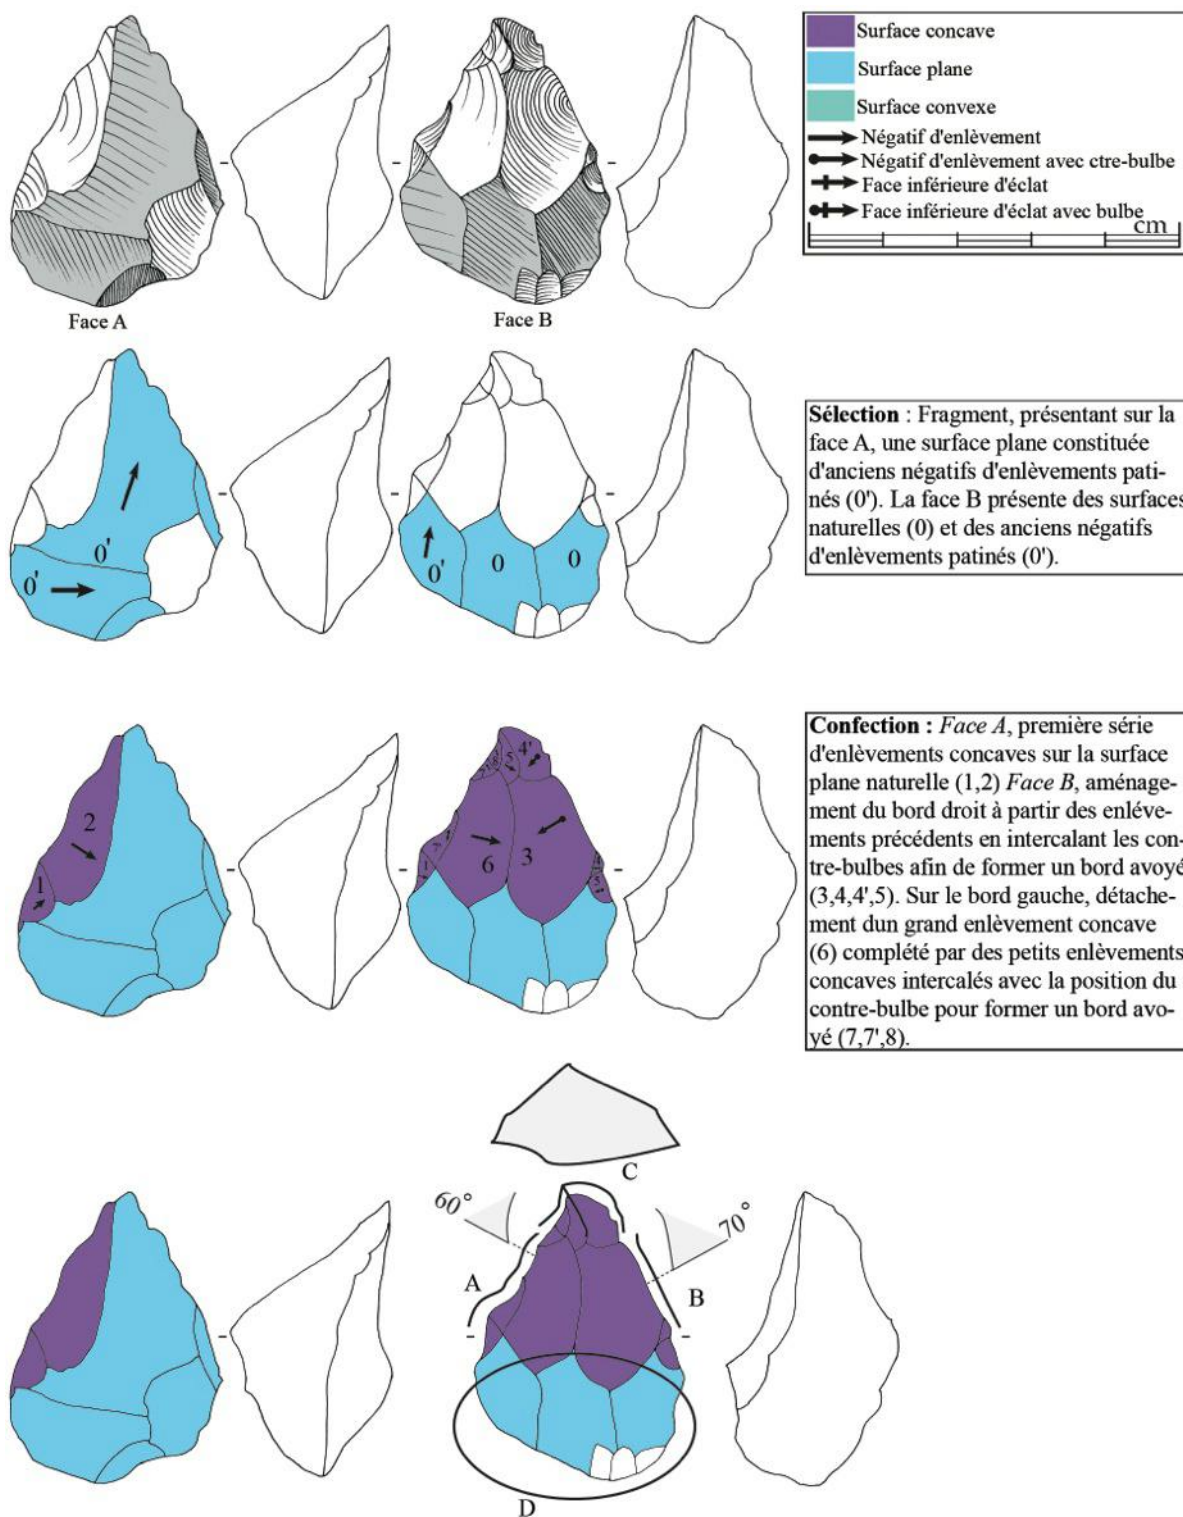 Surface concave
Surface plane
Surface convexe
Négatif d'enlèvement
Négatif d'enlèvement avec ctre-bulbe
Face inférieure d'éclat
Face inférieure d'éclat avec bulbe
cm
Face A
Face B
Sélection : Fragment, présentant sur la
face A, une surface plane constituée
d'anciens négatifs d'enlèvements pati-
nés (0'). La face B présente des surfaces
naturelles (0) et des anciens négatifs
d'enlèvements patinés (0').
0'
0'
0'
0
0
Confection : Face A, première série
d'enlèvements concaves sur la surface
plane naturelle (1,2) Face B, aménage-
ment du bord droit à partir des enléve-
ments précédents en intercalant les con-
tre-bulbes afin de former un bord avoyé
(3,4,4',5). Sur le bord gauche, détache-
ment dun grand enlèvement concave
(6) complété par des petits enlèvements
concaves intercalés avec la position du
contre-bulbe pour former un bord avo-
yé (7,7',8).
2
1
8
5
4'
7'
1
6
3
4
5
C
60°
70°
A
B
D